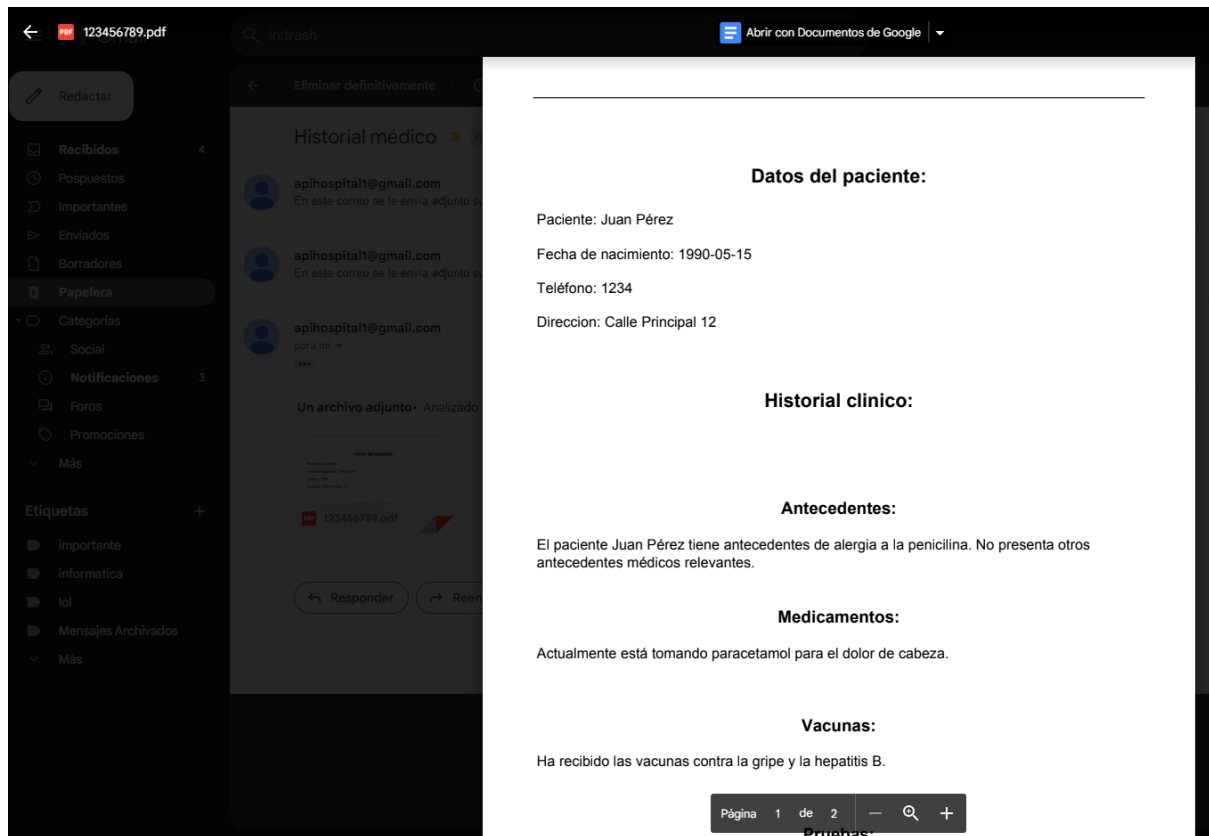 123456789.pdf
Abrir con Documentos de Google
in:trash
Redactar
Eliminar definitivamente
Recibidos 4
Pospuestos
Importantes
Enviados
Borradores
Papelera
Categorías
Social
Notificaciones 3
Foros
Promociones
Más
Etiquetas
importante
informatica
lol
Mensajes Archivados
Más
Historial médico
apihospital1@gmail.com
En este correo se le envía adjunto
apihospital1@gmail.com
En este correo se le envía adjunto
apihospital1@gmail.com
para mí
Un archivo adjunto • Analizado
PDF 123456789.pdf
Responder
Datos del paciente:
Paciente: Juan Pérez
Fecha de nacimiento: 1990-05-15
Teléfono: 1234
Direccion: Calle Principal 12
Historial clinico:
Antecedentes:
El paciente Juan Pérez tiene antecedentes de alergia a la penicilina. No presenta otros
antecedentes médicos relevantes.
Medicamentos:
Actualmente está tomando paracetamol para el dolor de cabeza.
Vacunas:
Ha recibido las vacunas contra la gripe y la hepatitis B.
Página 1 de 2
Pruebas: